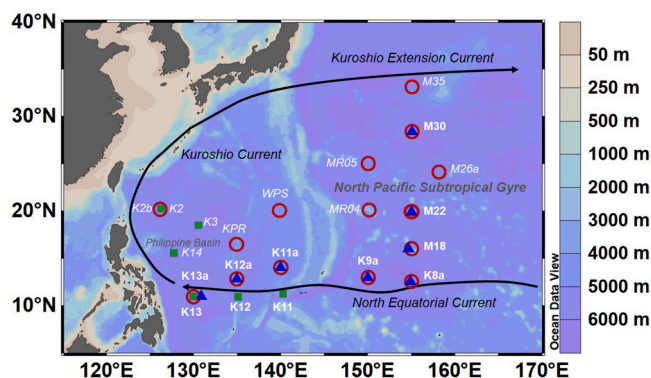 40°N
30°N
20°N
10°N
120°E
130°E
140°E
150°E
160°E
170°E
Kuroshio Extension Current
M35
M30
Kuroshio Current
MR05
M26a
North Pacific Subtropical Gyre
K2b
K2
WPS
MR04
M22
K3
KPR
Philippine Basin
K14
K11a
M18
K13a
K12a
K9a
K8a
North Equatorial Current
K13
K12
K11
Ocean Data View
50 m
250 m
500 m
1000 m
2000 m
3000 m
4000 m
5000 m
6000 m